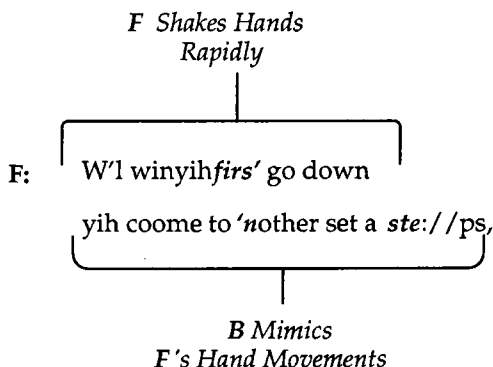 F Shakes Hands
Rapidly
F: W'l winyihfirs' go down
yih coome to 'nother set a ste://ps,
B Mimics
F's Hand Movements